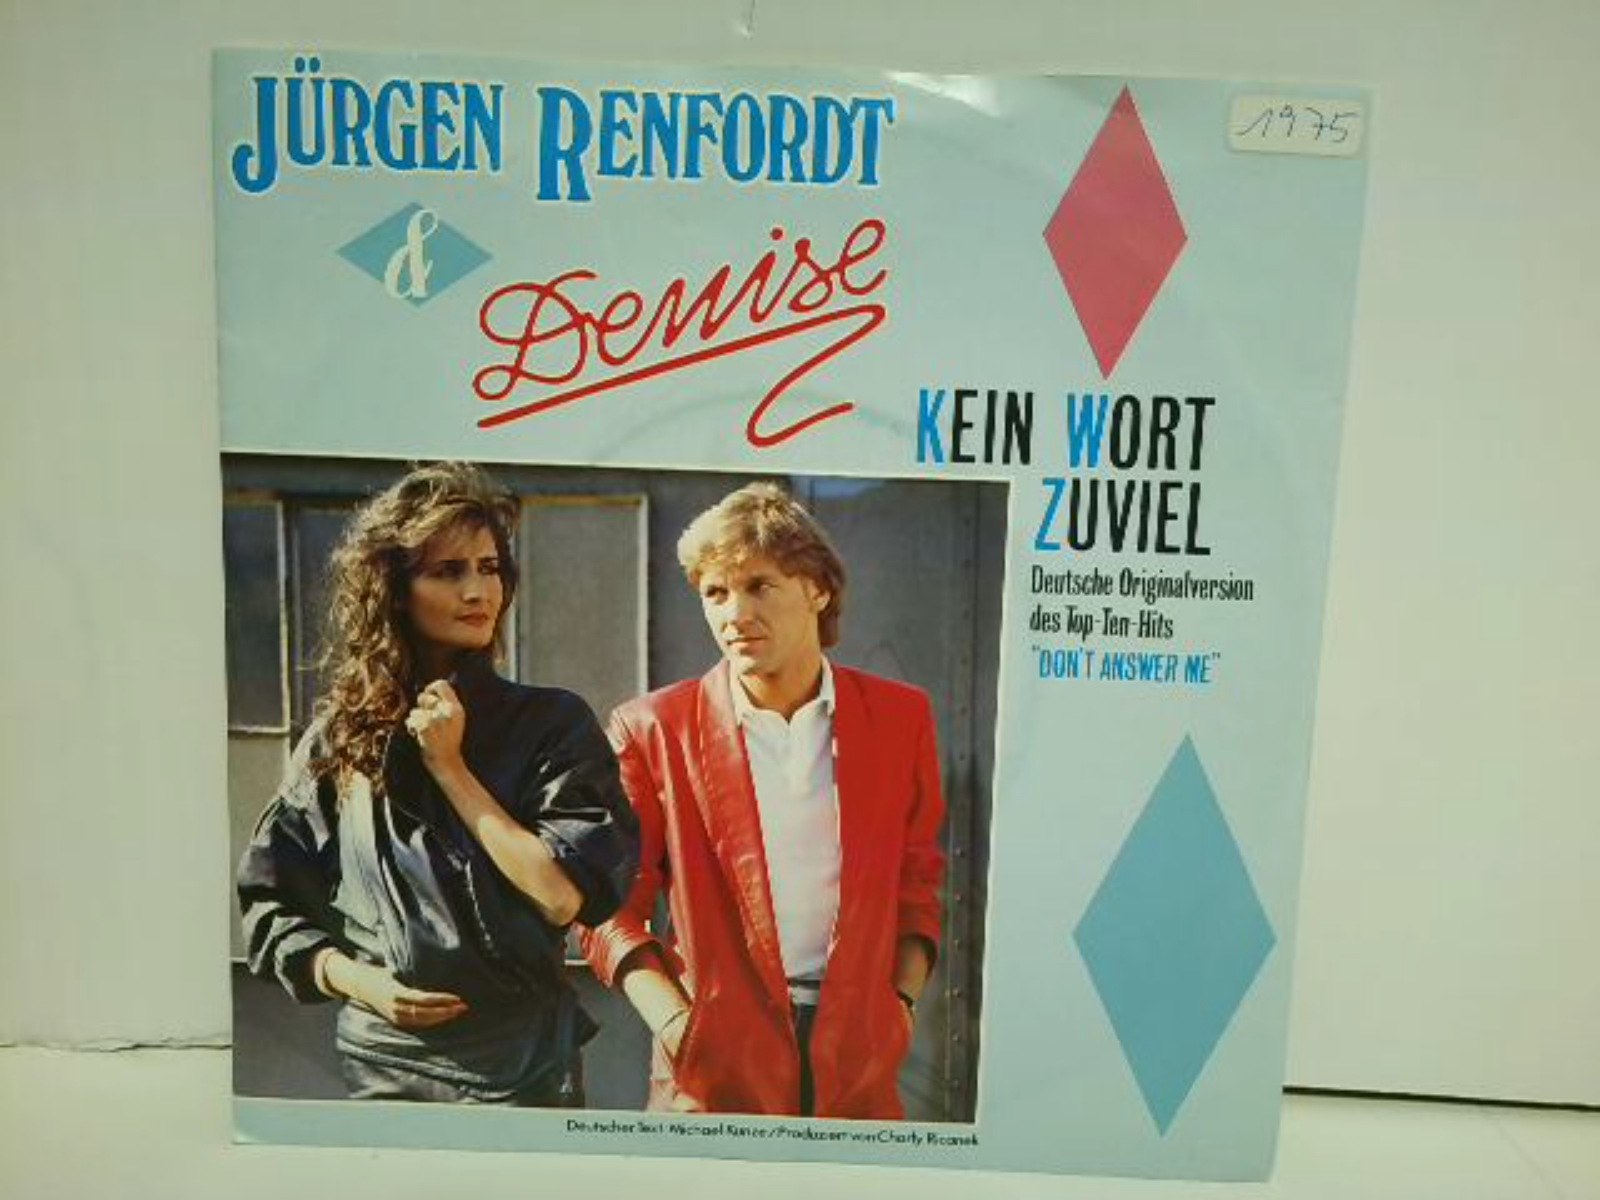 JÜRGEN RENFORDT
1975
&
Denise
KEIN WORT
ZUVIEL
Deutsche Originalversion
des Top-Ten-Hits
"DON'T ANSWER ME"
Deutscher Text: Michael Kunze / Produziert von Charly Ricanek